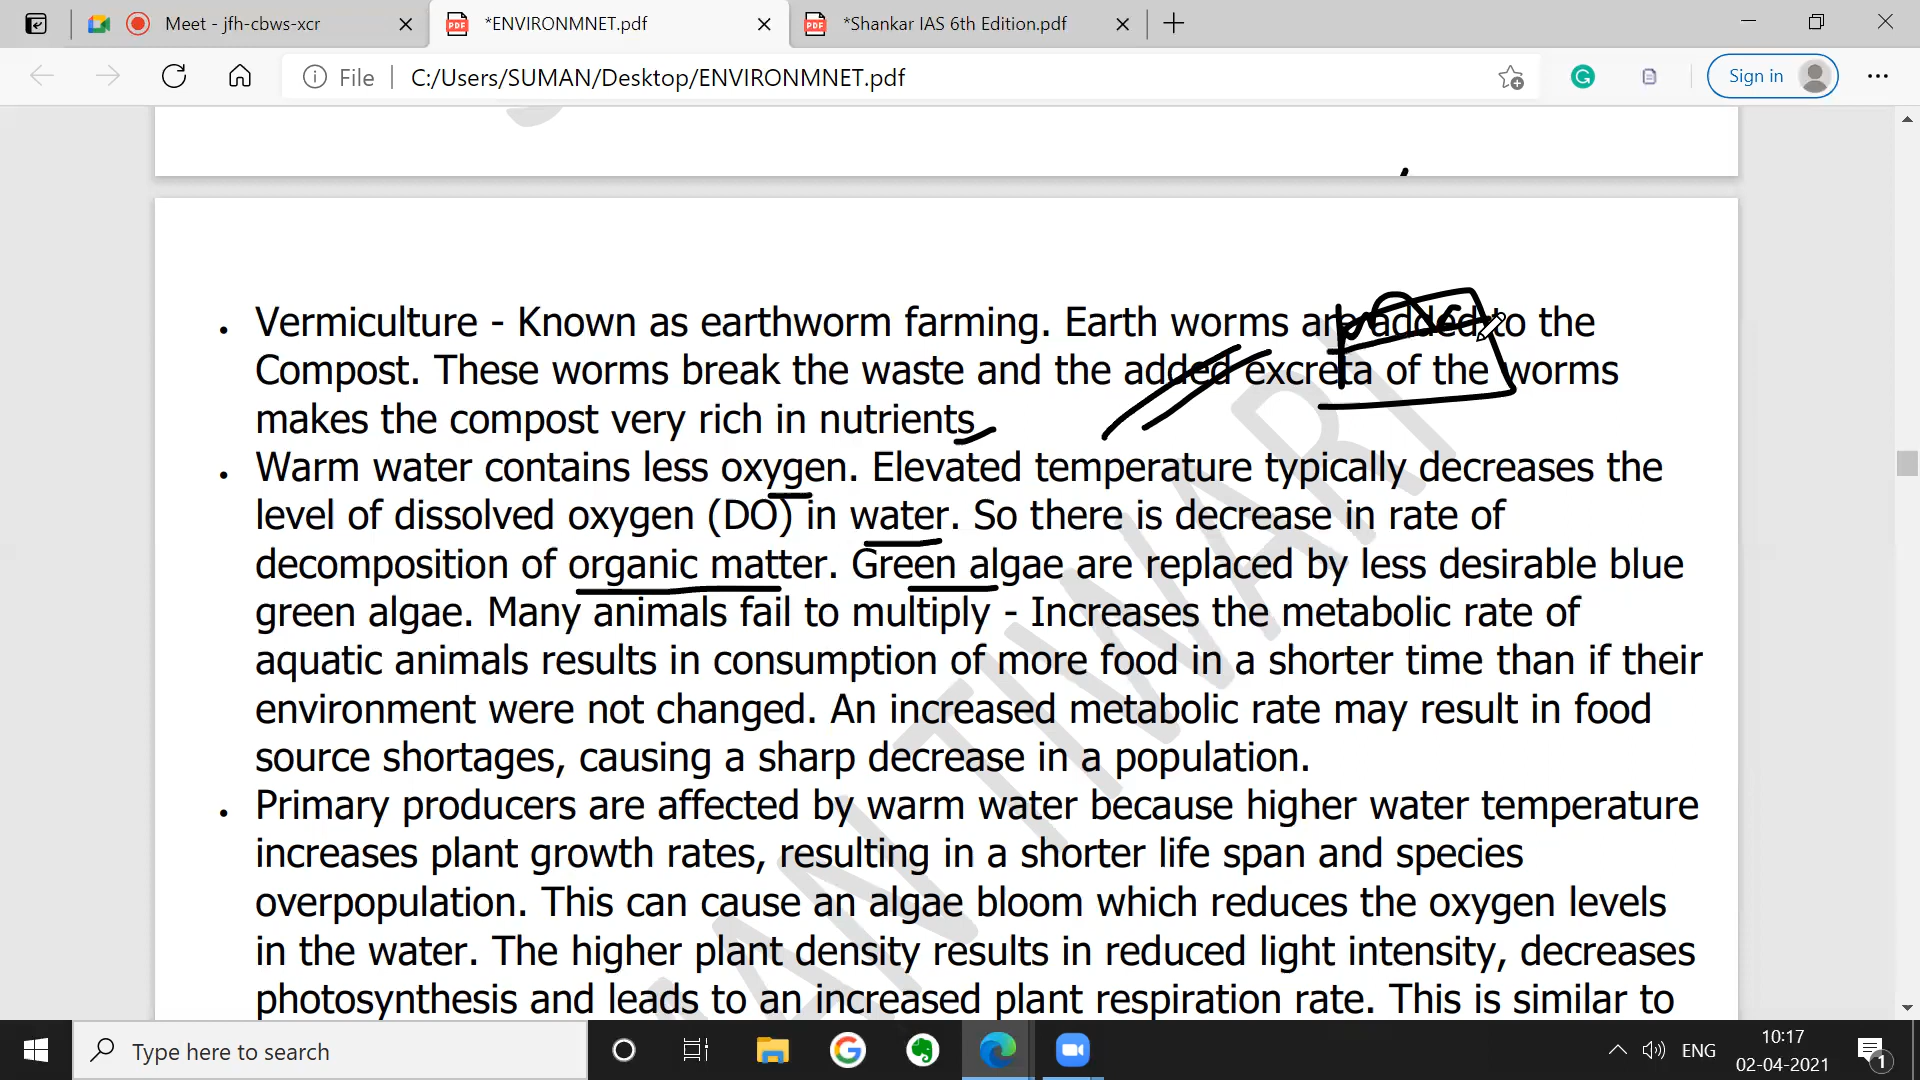 Meet - jfh-cbws-xcr
*ENVIRONMNET.pdf
*Shankar IAS 6th Edition.pdf
File
C:/Users/SUMAN/Desktop/ENVIRONMNET.pdf
Sign in
• Vermiculture - Known as earthworm farming. Earth worms are added to the
Compost. These worms break the waste and the added excreta of the worms
makes the compost very rich in nutrients
• Warm water contains less oxygen. Elevated temperature typically decreases the
level of dissolved oxygen (DO) in water. So there is decrease in rate of
decomposition of organic matter. Green algae are replaced by less desirable blue
green algae. Many animals fail to multiply - Increases the metabolic rate of
aquatic animals results in consumption of more food in a shorter time than if their
environment were not changed. An increased metabolic rate may result in food
source shortages, causing a sharp decrease in a population.
• Primary producers are affected by warm water because higher water temperature
increases plant growth rates, resulting in a shorter life span and species
overpopulation. This can cause an algae bloom which reduces the oxygen levels
in the water. The higher plant density results in reduced light intensity, decreases
photosynthesis and leads to an increased plant respiration rate. This is similar to
AN TIWARI
Type here to search
ENG
10:17
02-04-2021
1